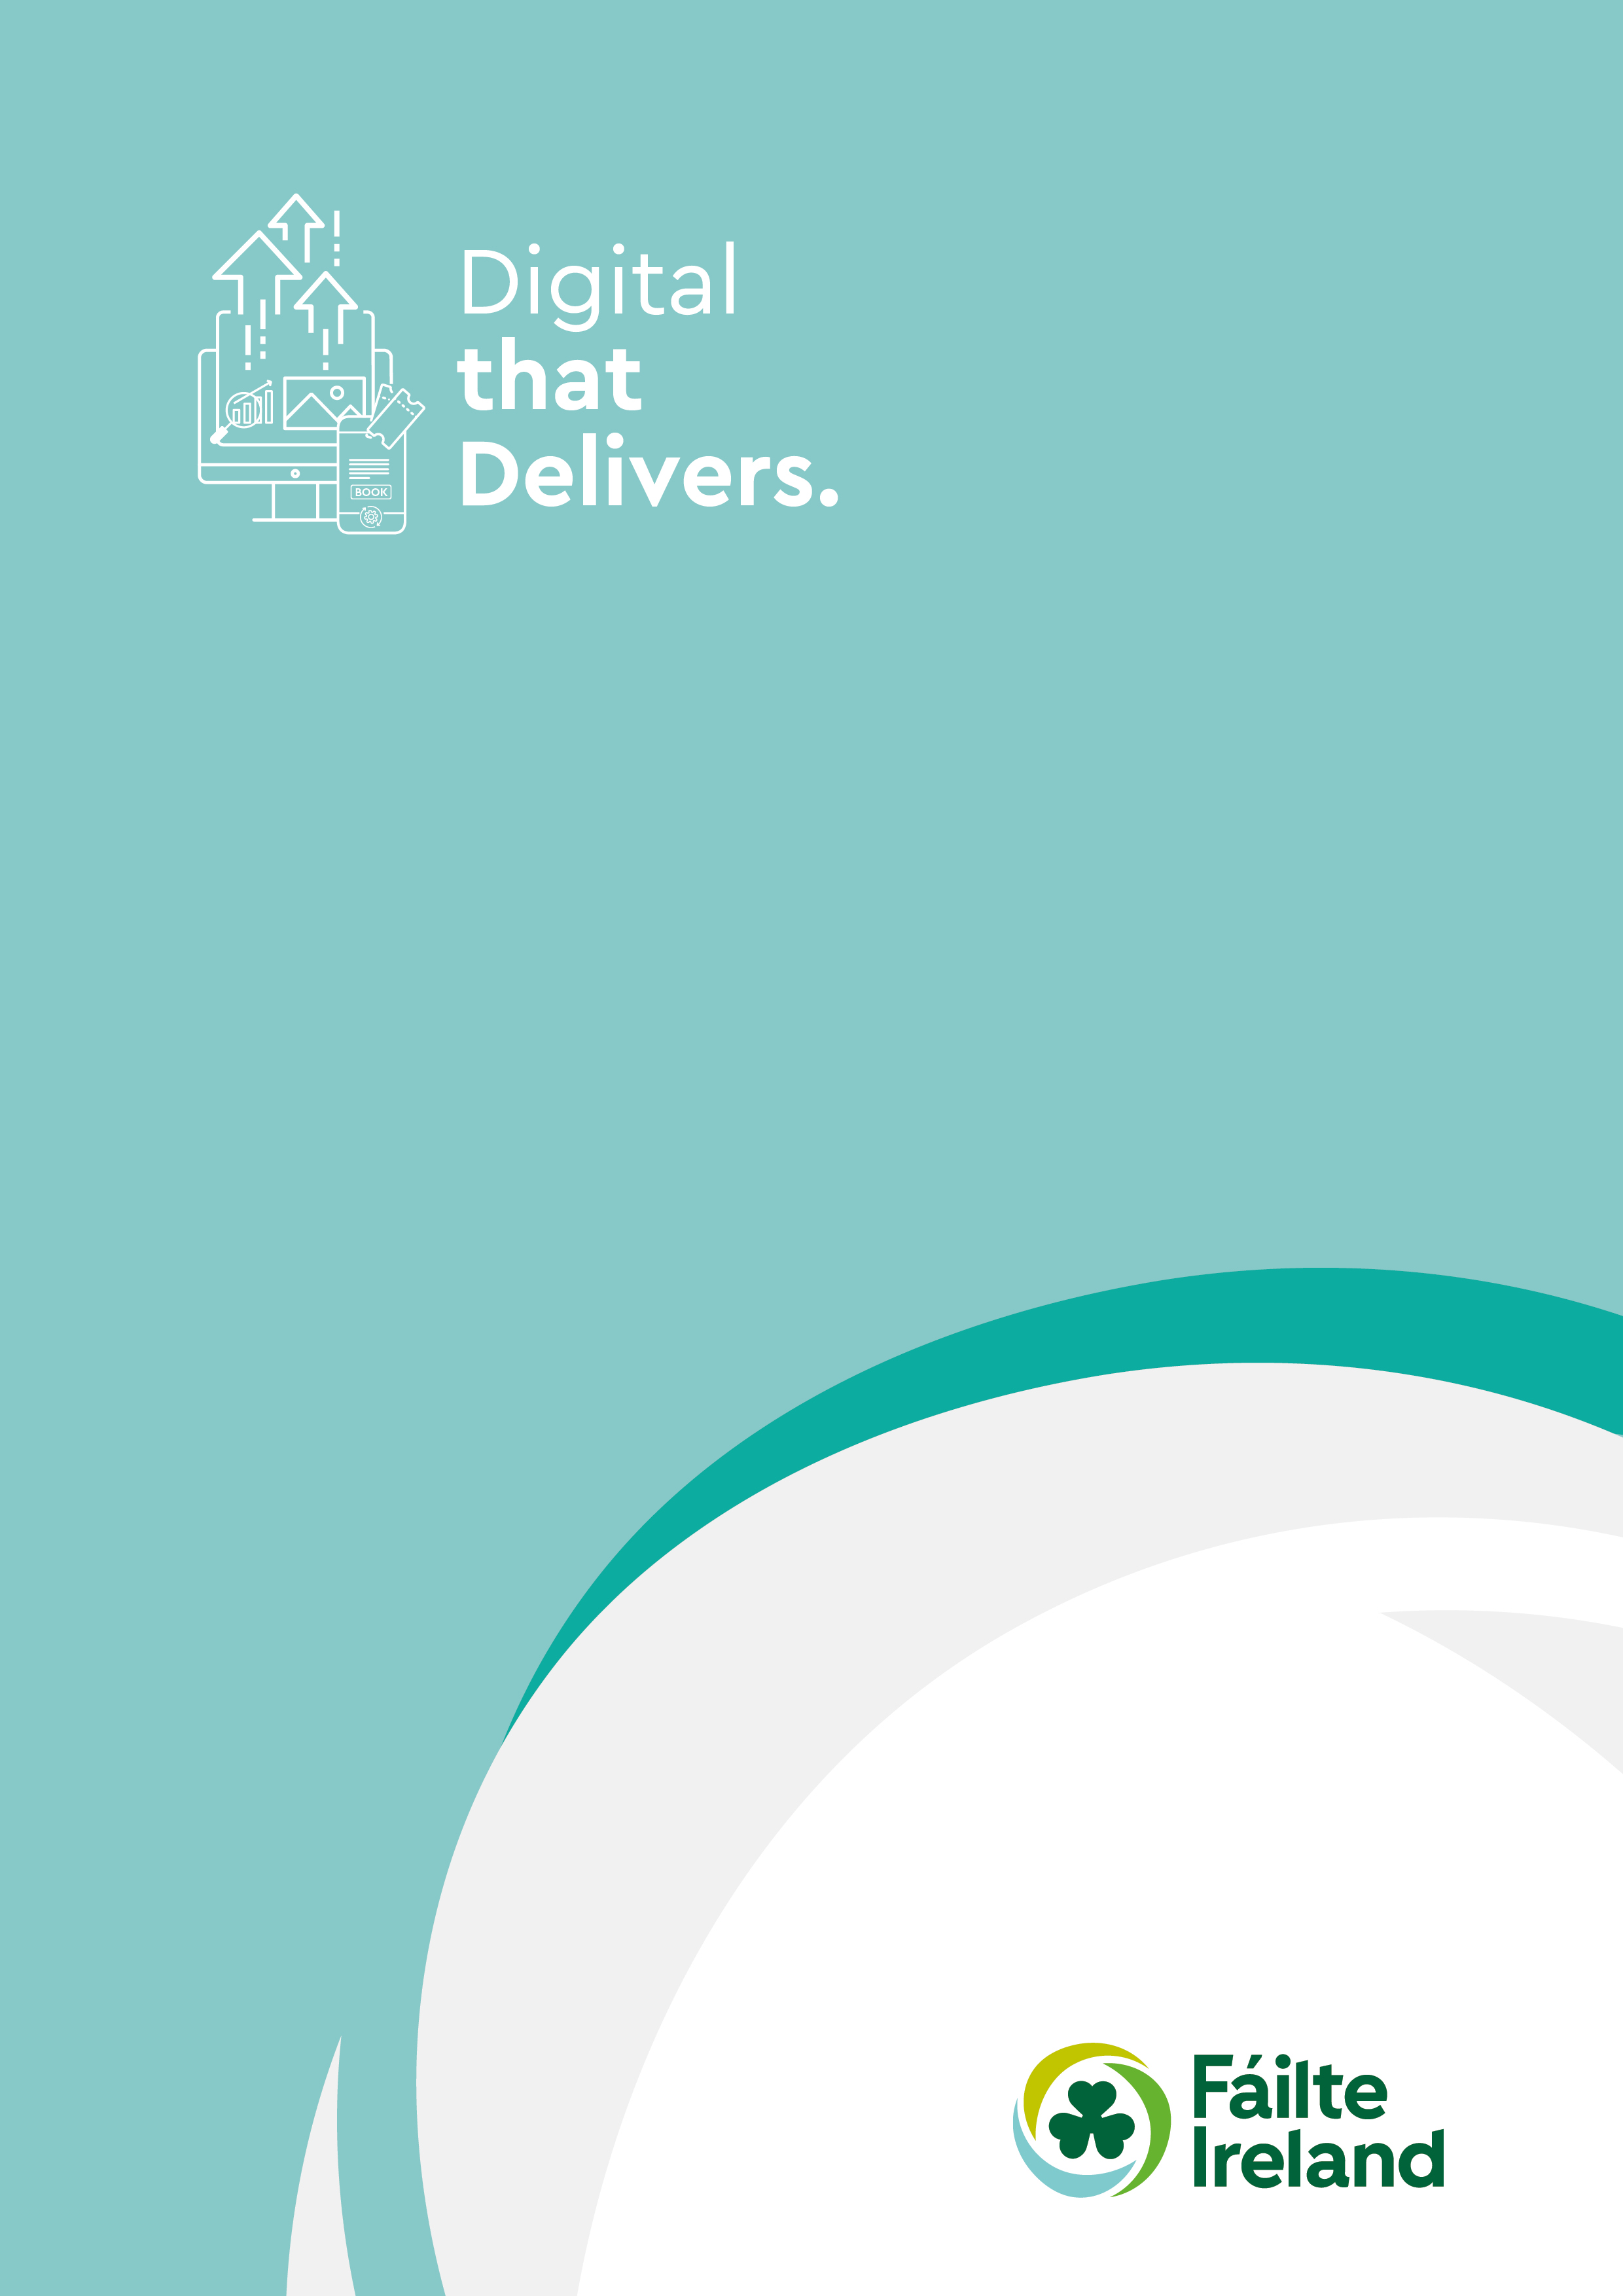 Digital
that
Delivers.
BOOK
Fáilte
Ireland